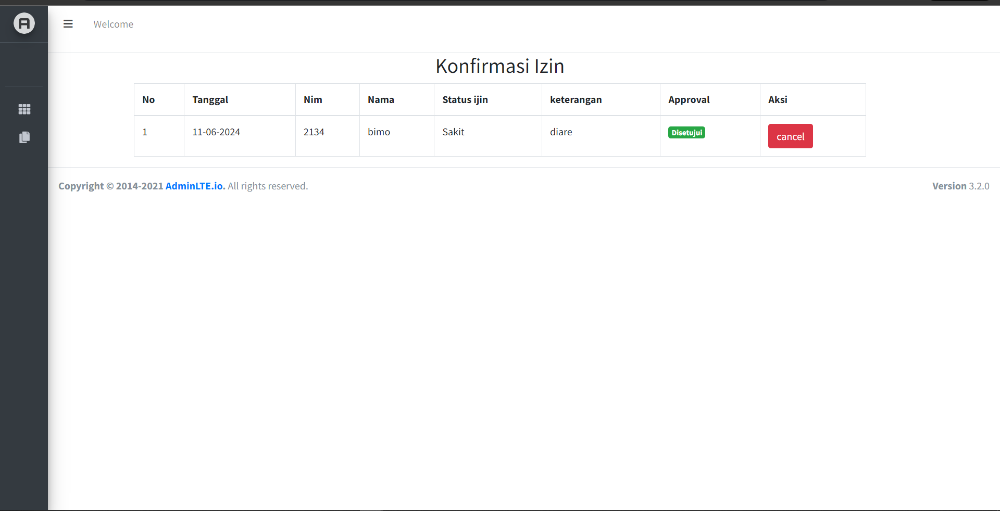 A
Welcome
Konfirmasi Izin
No Tanggal Nim Nama Status ijin keterangan Approval Aksi
1 11-06-2024 2134 bimo Sakit diare Disetujui cancel
Copyright © 2014-2021 AdminLTE.io. All rights reserved. Version 3.2.0